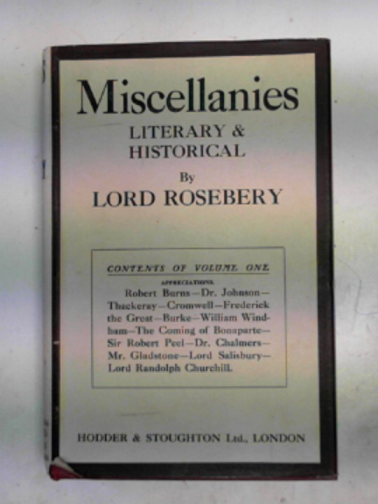 Miscellanies
LITERARY &
HISTORICAL
By
LORD ROSEBERY
CONTENTS OF VOLUME ONE
APPRECIATIONS.
Robert Burns—Dr. Johnson—
Thackeray—Cromwell—Frederick
the Great—Burke—William Wind-
ham—The Coming of Bonaparte—
Sir Robert Peel—Dr. Chalmers—
Mr. Gladstone—Lord Salisbury—
Lord Randolph Churchill.
HODDER & STOUGHTON Ltd., LONDON